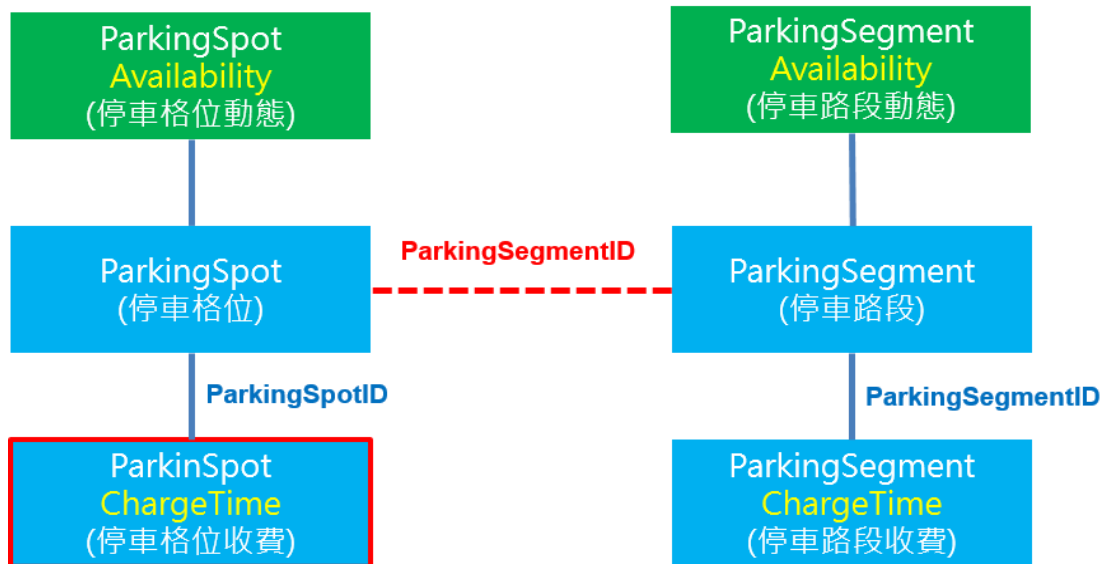 ParkingSpot
Availability
(停車格位動態)
ParkingSegment
Availability
(停車路段動態)
ParkingSpot
(停車格位)
ParkingSegmentID
ParkingSegment
(停車路段)
ParkingSpotID
ParkingSegmentID
ParkinSpot
ChargeTime
(停車格位收費)
ParkingSegment
ChargeTime
(停車路段收費)